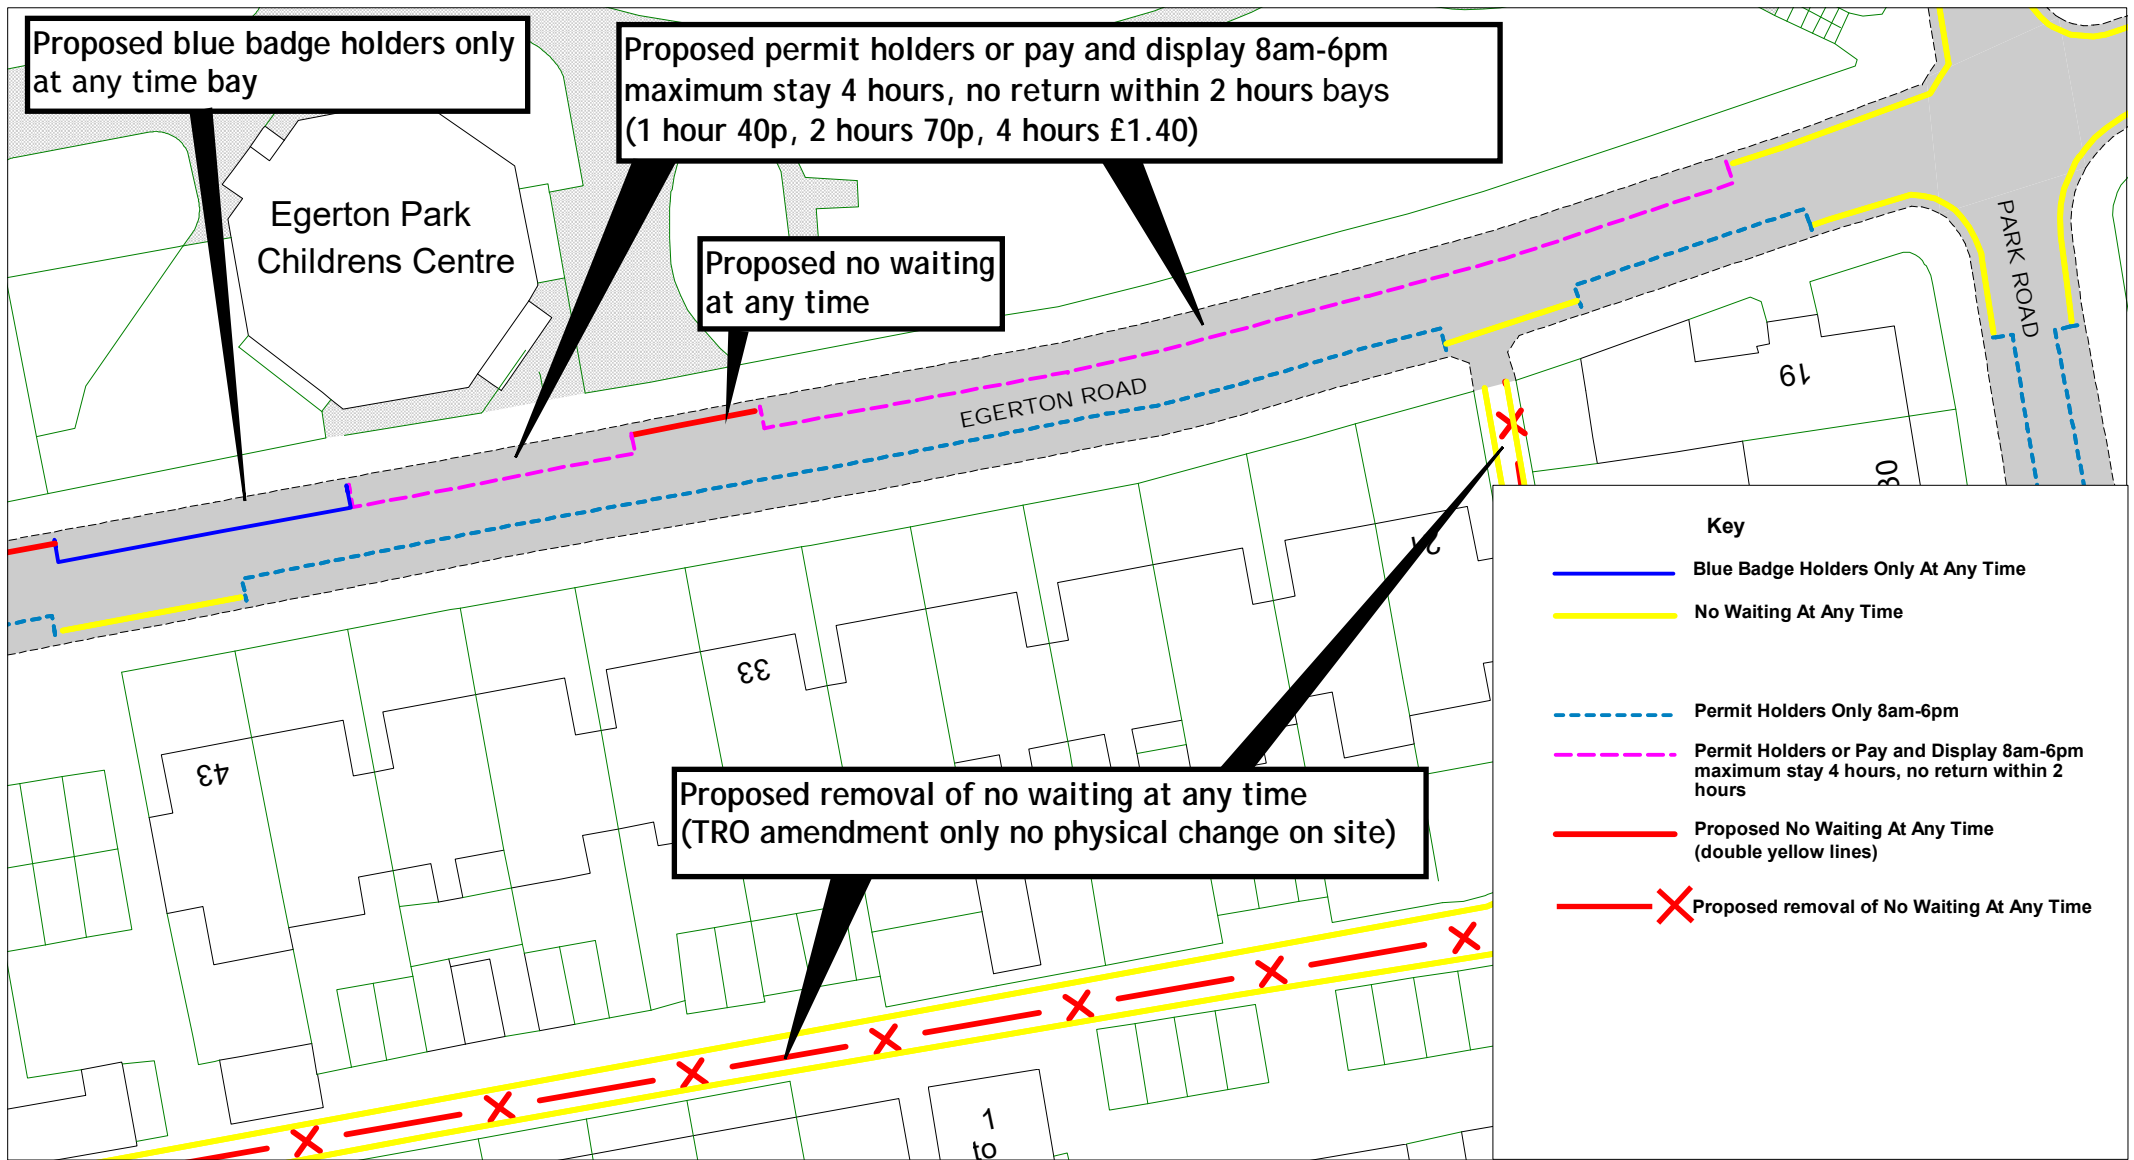 Proposed blue badge holders only
at any time bay
Proposed permit holders or pay and display 8am-6pm
maximum stay 4 hours, no return within 2 hours bays
(1 hour 40p, 2 hours 70p, 4 hours £1.40)
Egerton Park
Childrens Centre
Proposed no waiting
at any time
EGERTON ROAD
PARK ROAD
19
33
43
Proposed removal of no waiting at any time
(TRO amendment only no physical change on site)
1
to
Key
Blue Badge Holders Only At Any Time
No Waiting At Any Time
Permit Holders Only 8am-6pm
Permit Holders or Pay and Display 8am-6pm
maximum stay 4 hours, no return within 2
hours
Proposed No Waiting At Any Time
(double yellow lines)
Proposed removal of No Waiting At Any Time